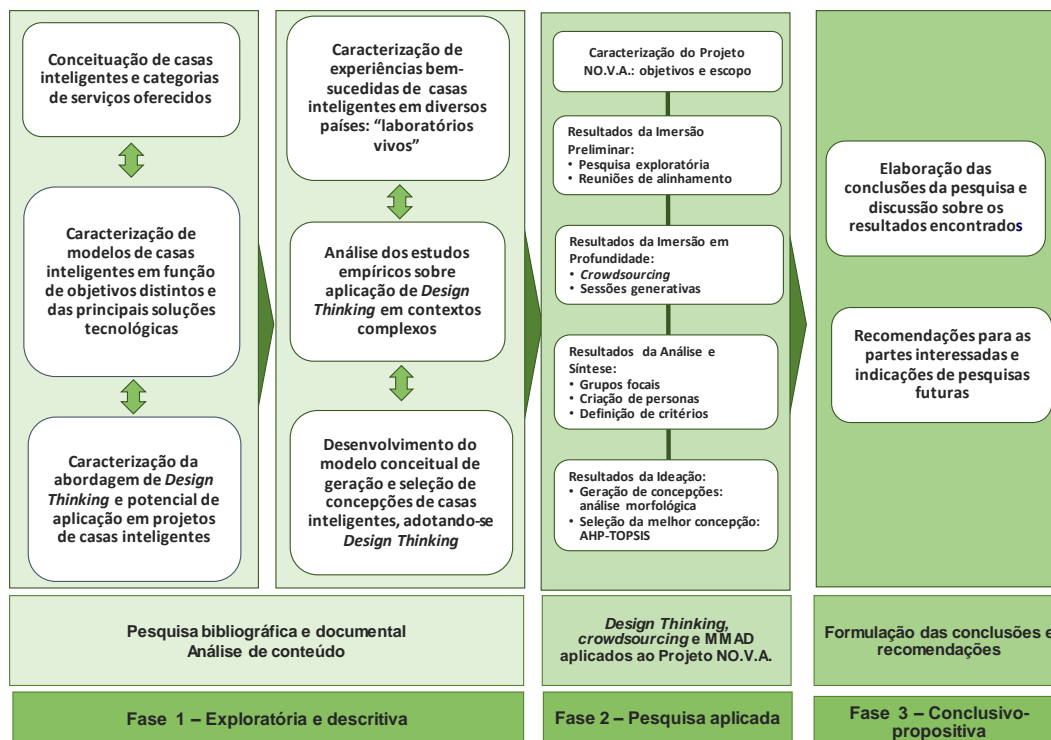 Conceituação de casas
inteligentes e categorias
de serviços oferecidos
Caracterização de
modelos de casas
inteligentes em função
de objetivos distintos e
das principais soluções
tecnológicas
Caracterização da
abordagem de Design
Thinking e potencial de
aplicação em projetos
de casas inteligentes
Caracterização de
experiências bem-
sucedidas de casas
inteligentes em diversos
países: “laboratórios
vivos”
Análise dos estudos
empíricos sobre
aplicação de Design
Thinking em contextos
complexos
Desenvolvimento do
modelo conceitual de
geração e seleção de
concepções de casas
inteligentes, adotando-se
Design Thinking
Caracterização do Projeto
NO.V.A.: objetivos e escopo
Resultados da Imersão
Preliminar:
• Pesquisa exploratória
• Reuniões de alinhamento
Resultados da Imersão em
Profundidade:
• Crowdsourcing
• Sessões generativas
Resultados da Análise e
Síntese:
• Grupos focais
• Criação de personas
• Definição de critérios
Resultados da Ideação:
• Geração de concepções:
análise morfológica
• Seleção da melhor concepção:
AHP-TOPSIS
Elaboração das
conclusões da pesquisa e
discussão sobre os
resultados encontrados
Recomendações para as
partes interessadas e
indicações de pesquisas
futuras
Pesquisa bibliográfica e documental
Análise de conteúdo
Design Thinking,
crowdsourcing e MMAD
aplicados ao Projeto NO.V.A.
Formulação das conclusões e
recomendações
Fase 1 – Exploratória e descritiva
Fase 2 – Pesquisa aplicada
Fase 3 – Conclusivo-
propositiva